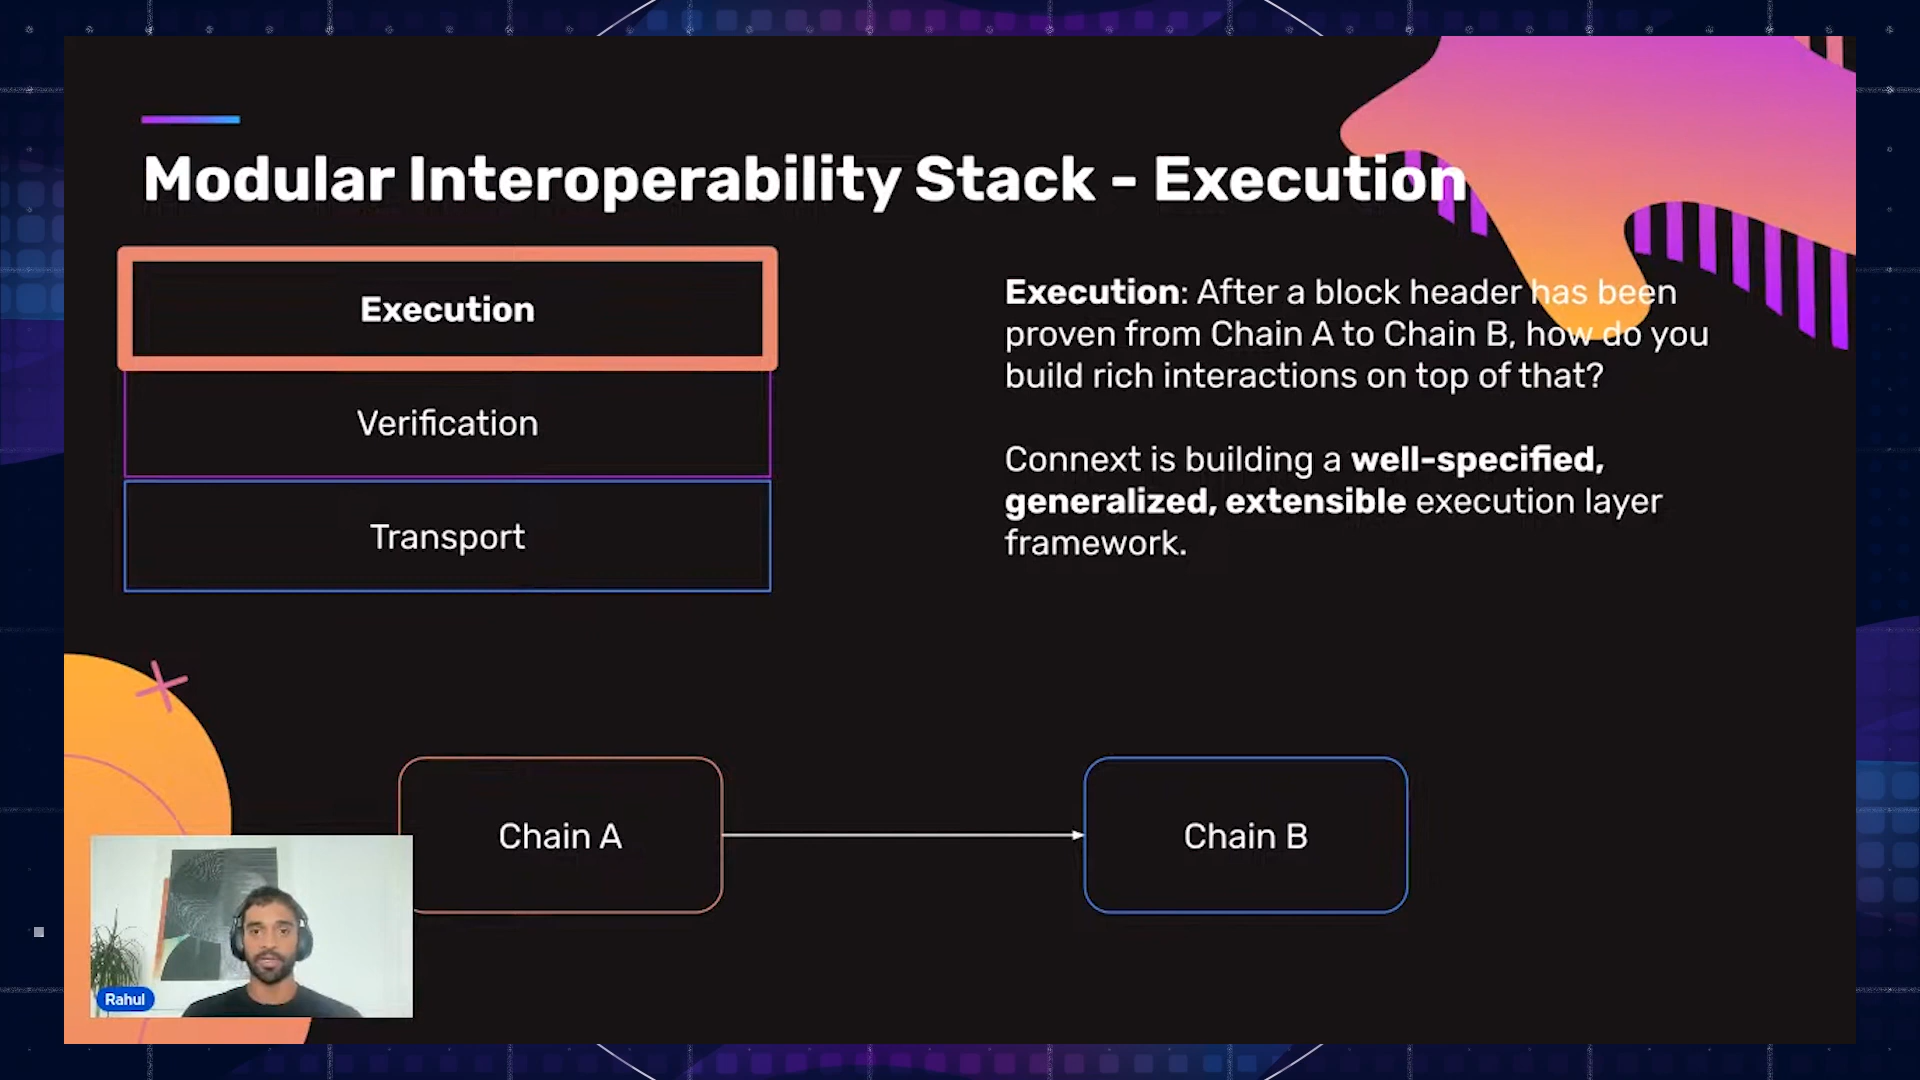 Modular Interoperability Stack - Execution
Execution
Verification
Transport
Execution: After a block header has been
proven from Chain A to Chain B, how do you
build rich interactions on top of that?
Connext is building a well-specified,
generalized, extensible execution layer
framework.
Chain A
Chain B
Rahul